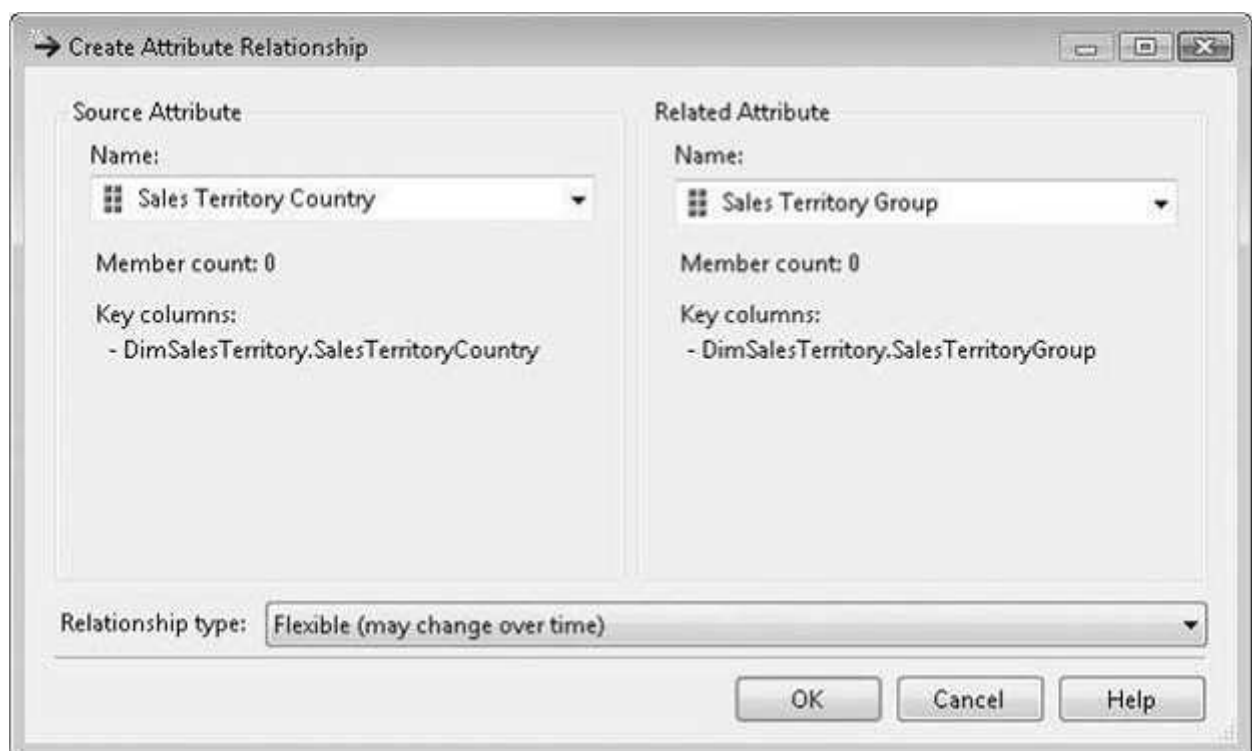 Create Attribute Relationship
Source Attribute
Name:
Sales Territory Country
Member count: 0
Key columns:
- DimSalesTerritory.SalesTerritoryCountry
Related Attribute
Name:
Sales Territory Group
Member count: 0
Key columns:
- DimSalesTerritory.SalesTerritoryGroup
Relationship type: Flexible (may change over time)
OK Cancel Help